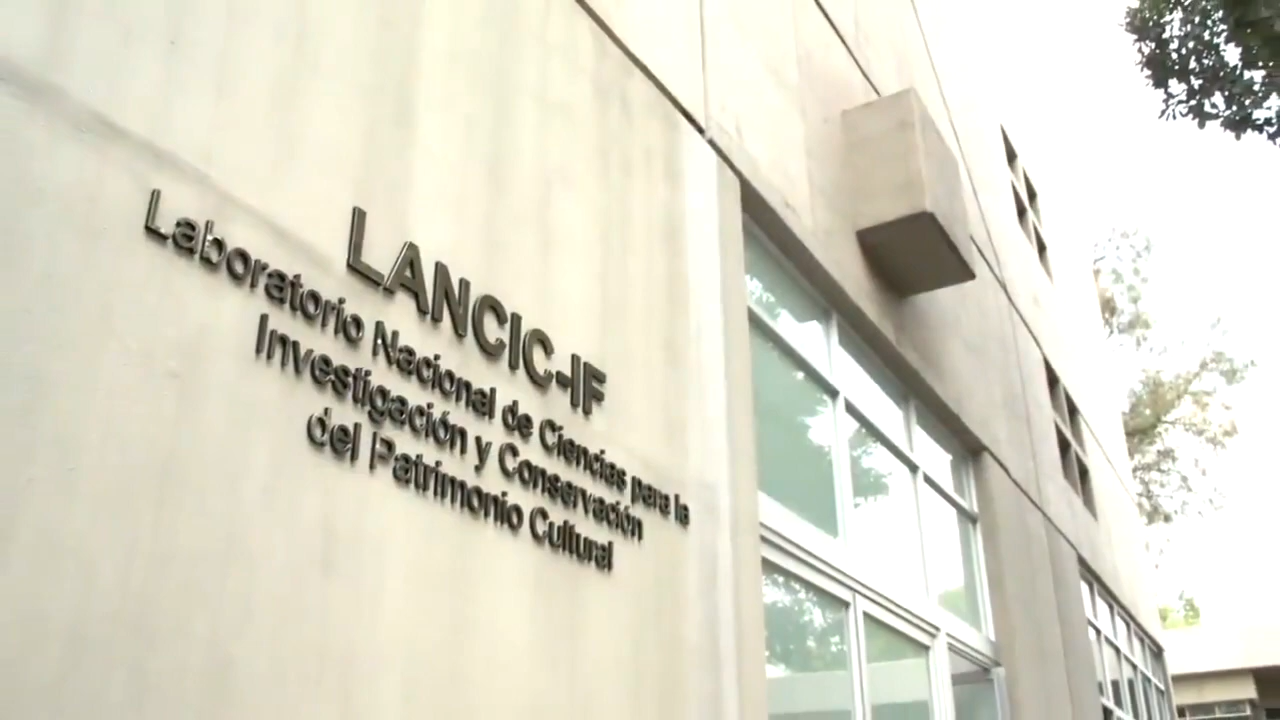 LANCIC-IF
Laboratorio Nacional de Ciencias para la
Investigación y Conservación
del Patrimonio Cultural